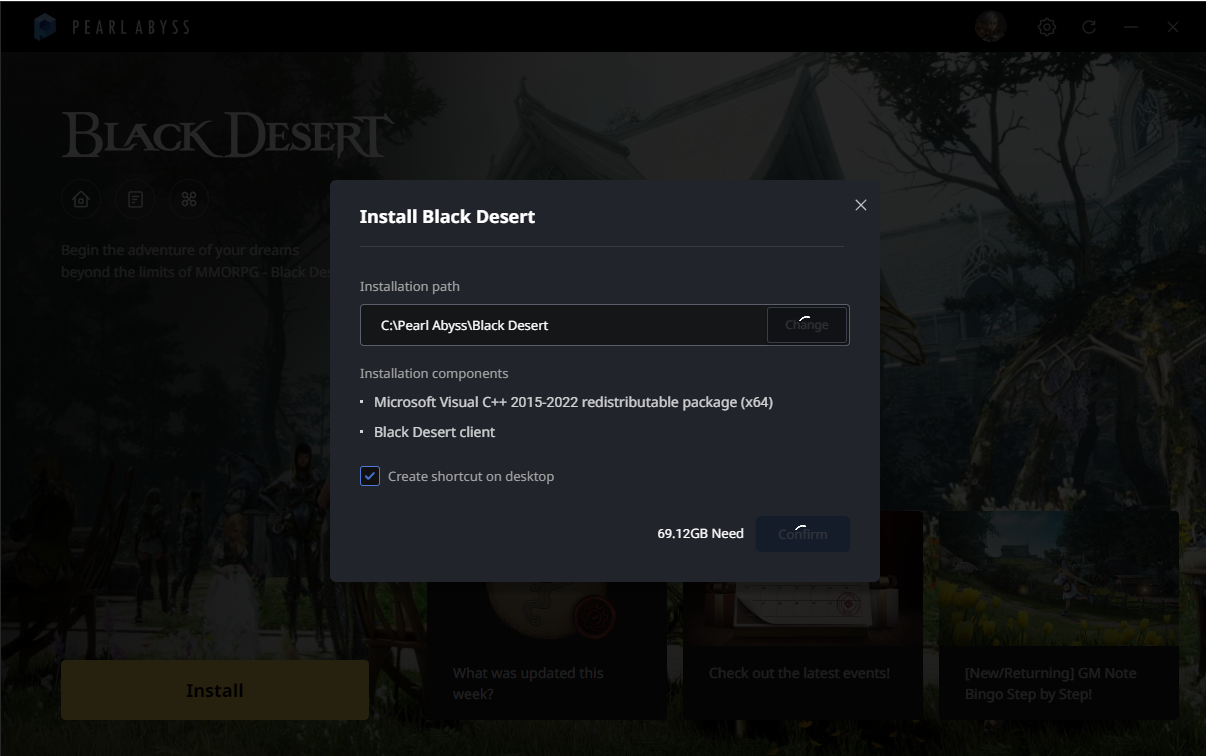 PEARL ABYSS
BLACK DESERT
Begin the adventure of your dreams
beyond the limits of MMORPG - Black Des
Install Black Desert
Installation path
C:\Pearl Abyss\Black Desert
Change
Installation components
Microsoft Visual C++ 2015-2022 redistributable package (x64)
Black Desert client
Create shortcut on desktop
69.12GB Need
Confirm
Install
What was updated this
week?
Check out the latest events!
[New/Returning] GM Note
Bingo Step by Step!